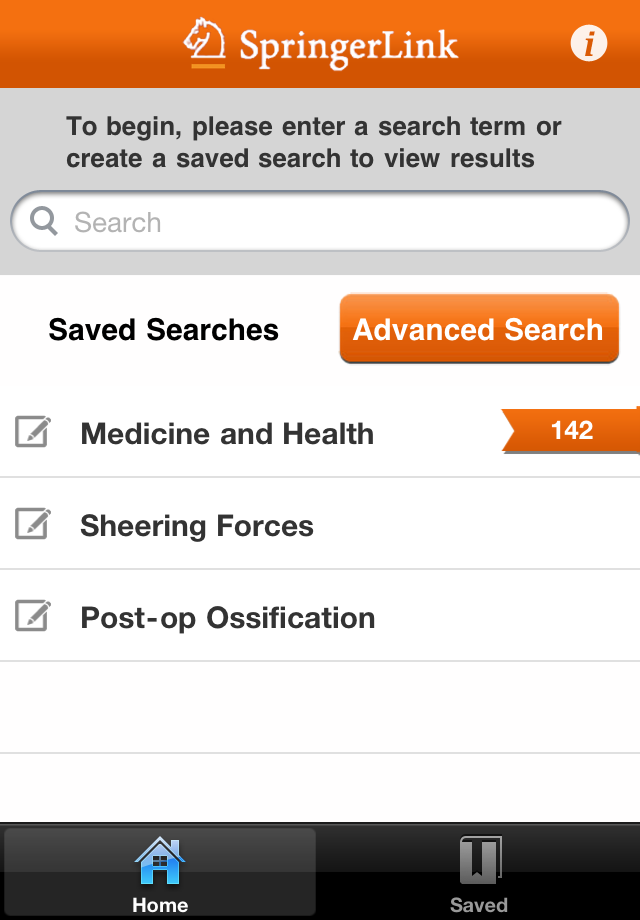 SpringerLink
i
To begin, please enter a search term or
create a saved search to view results
Search
Saved Searches
Advanced Search
Medicine and Health
142
Sheering Forces
Post-op Ossification
Home
Saved